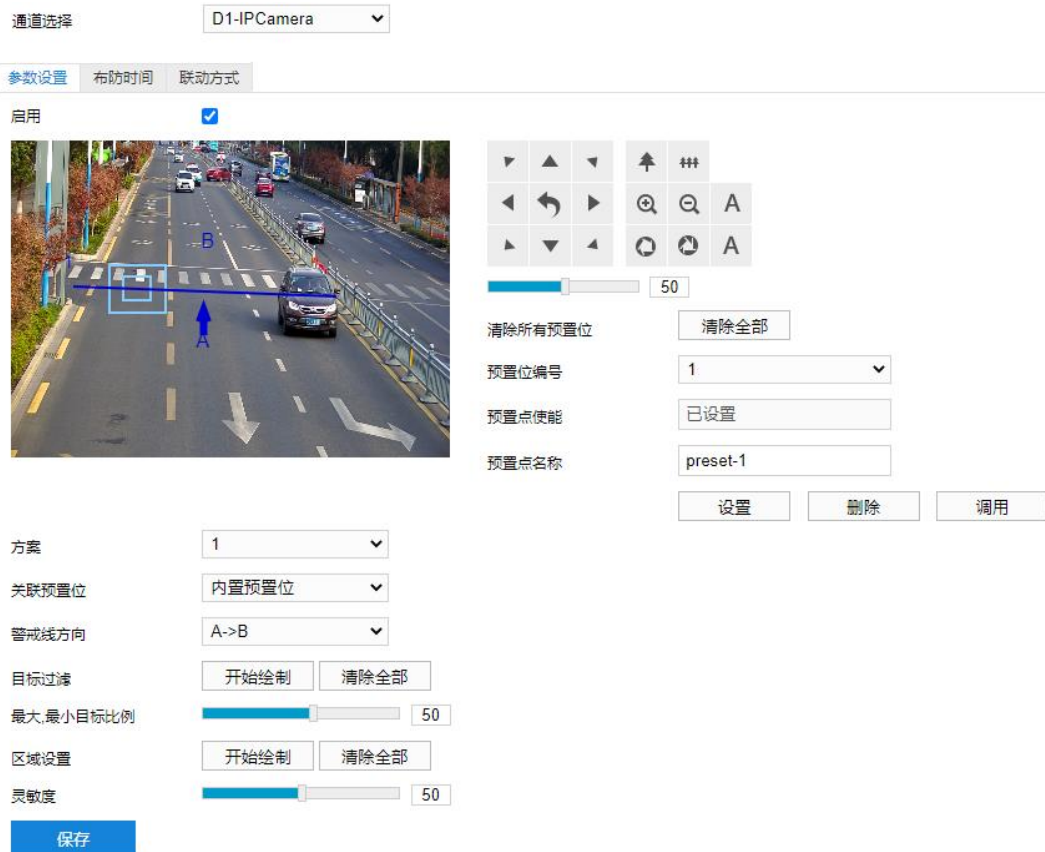 通道选择 D1-IPCamera
参数设置 布防时间 联动方式
启用
B
A
A
A
50
清除所有预置位 清除全部
预置位编号 1
预置点使能 已设置
预置点名称 preset-1
设置 删除 调用
方案 1
关联预置位 内置预置位
警戒线方向 A->B
目标过滤 开始绘制 清除全部
最大,最小目标比例 50
区域设置 开始绘制 清除全部
灵敏度 50
保存